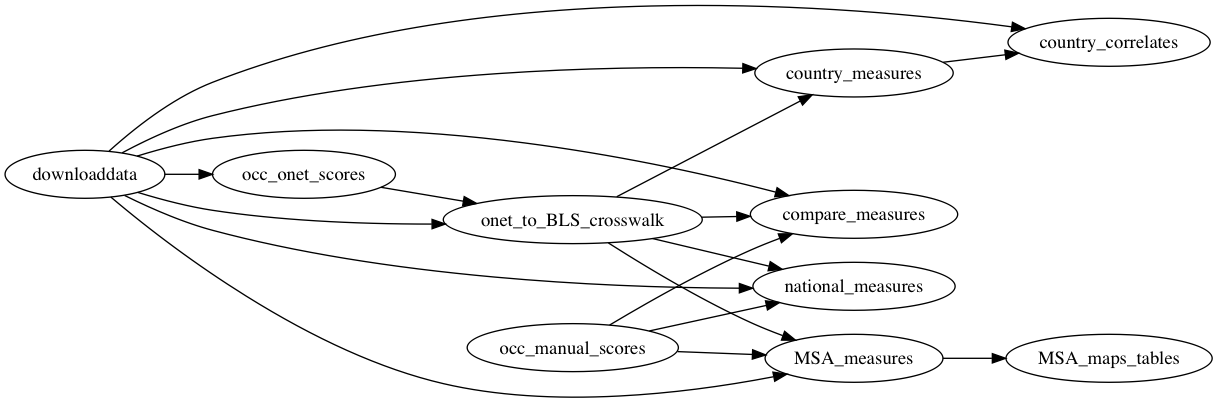 country_correlates
country_measures
downloaddata
occ_onet_scores
onet_to_BLS_crosswalk
compare_measures
national_measures
occ_manual_scores
MSA_measures
MSA_maps_tables